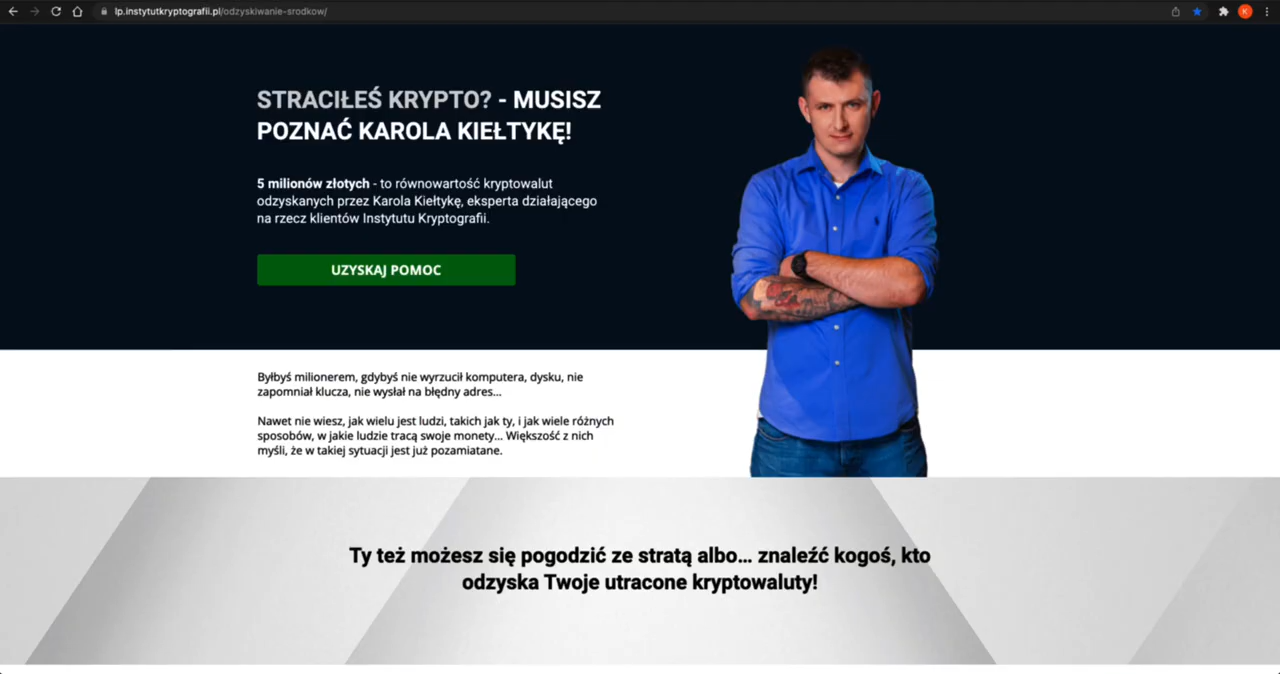 lp.instytutkryptografii.pl/odzyskiwanie-srodkow/
K
STRACIŁEŚ KRYPTO? - MUSISZ
POZNAĆ KAROLA KIEŁTYKĘ!
5 milionów złotych - to równowartość kryptowalut
odzyskanych przez Karola Kiełtykę, eksperta działającego
na rzecz klientów Instytutu Kryptografii.
UZYSKAJ POMOC
Byłbyś milionerem, gdybyś nie wyrzucił komputera, dysku, nie
zapomniał klucza, nie wysłał na błędny adres...
Nawet nie wiesz, jak wielu jest ludzi, takich jak ty, i jak wiele różnych
sposobów, w jakie ludzie tracą swoje monety... Większość z nich
myśli, że w takiej sytuacji jest już pozamiatane.
Ty też możesz się pogodzić ze stratą albo... znaleźć kogoś, kto
odzyska Twoje utracone kryptowaluty!